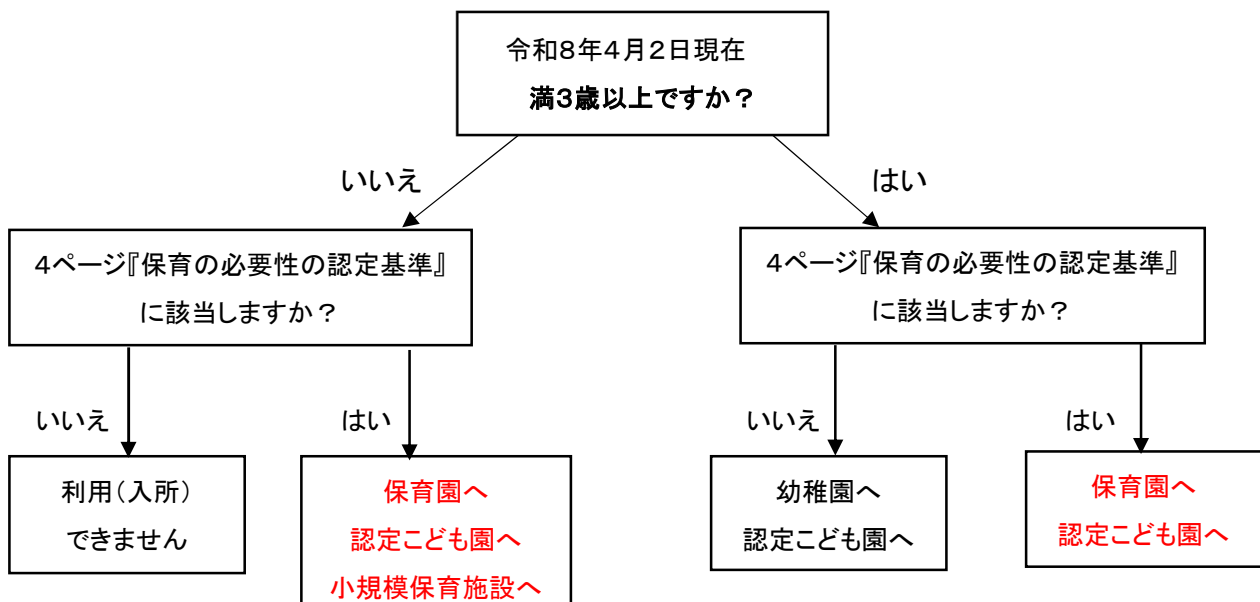 令和8年4月2日現在
満3歳以上ですか？
いいえ
はい
4ページ『保育の必要性の認定基準』
に該当しますか？
4ページ『保育の必要性の認定基準』
に該当しますか？
いいえ
はい
いいえ
はい
利用（入所）
できません
保育園へ
認定こども園へ
小規模保育施設へ
幼稚園へ
認定こども園へ
保育園へ
認定こども園へ